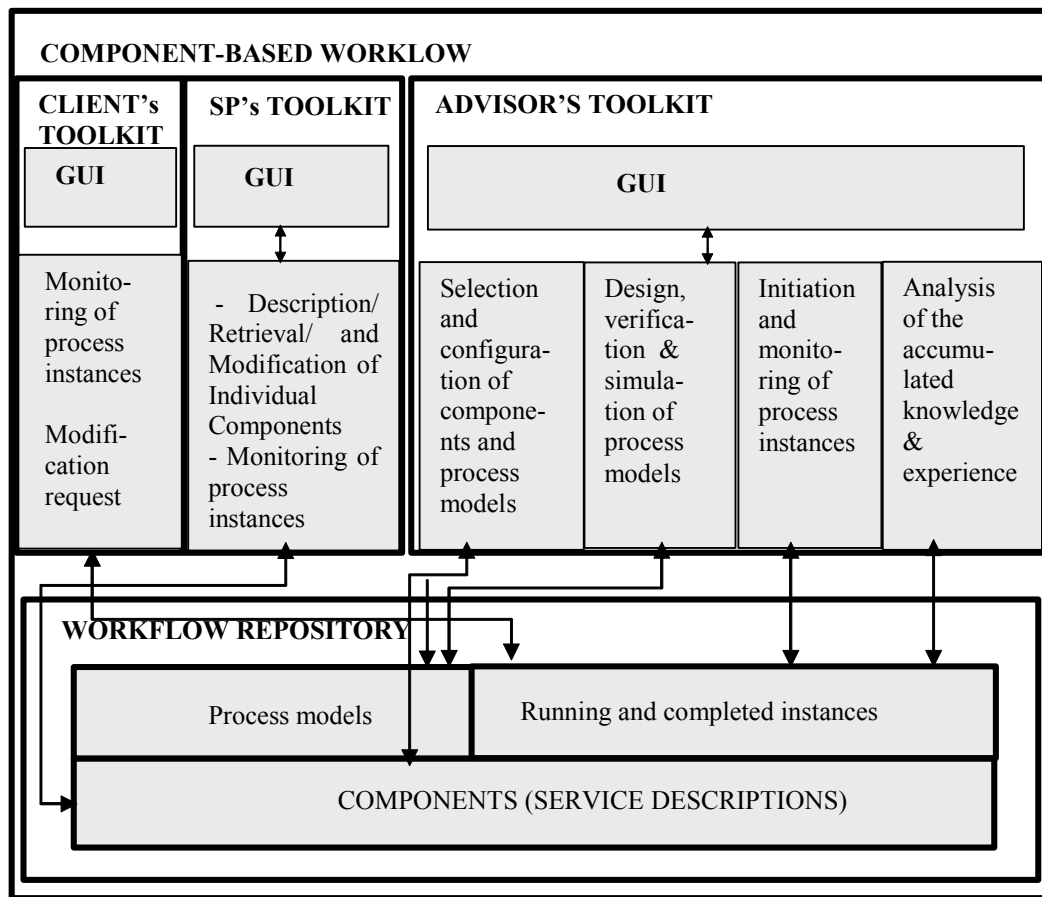 COMPONENT-BASED WORKLOW
CLIENT's
TOOLKIT
GUI
Monito-
ring of
process
instances
Modifi-
cation
request
SP's TOOLKIT
GUI
- Description/
Retrieval/ and
Modification of
Individual
Components
- Monitoring of
process
instances
ADVISOR'S TOOLKIT
GUI
Selection
and
configura-
tion of
compone-
nts and
process
models
Design,
verifica-
tion &
simula-
tion of
process
models
Initiation
and
monito-
ring of
process
instances
Analysis
of the
accumu-
lated
knowledge
&
experience
WORKFLOW REPOSITORY
Process models
Running and completed instances
COMPONENTS (SERVICE DESCRIPTIONS)